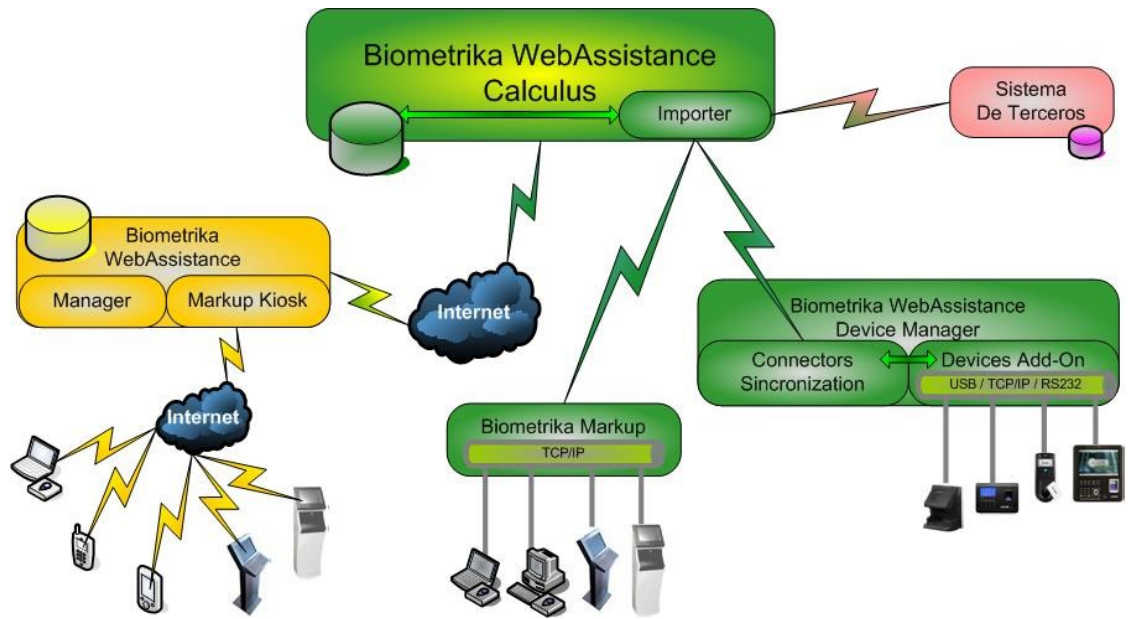 Biometrika WebAssistance
Calculus
Importer
Sistema
De Terceros
Biometrika
WebAssistance
Manager
Markup Kiosk
Internet
Biometrika WebAssistance
Device Manager
Connectors
Sincronization
Devices Add-On
USB / TCP/IP / RS232
Internet
Biometrika Markup
TCP/IP